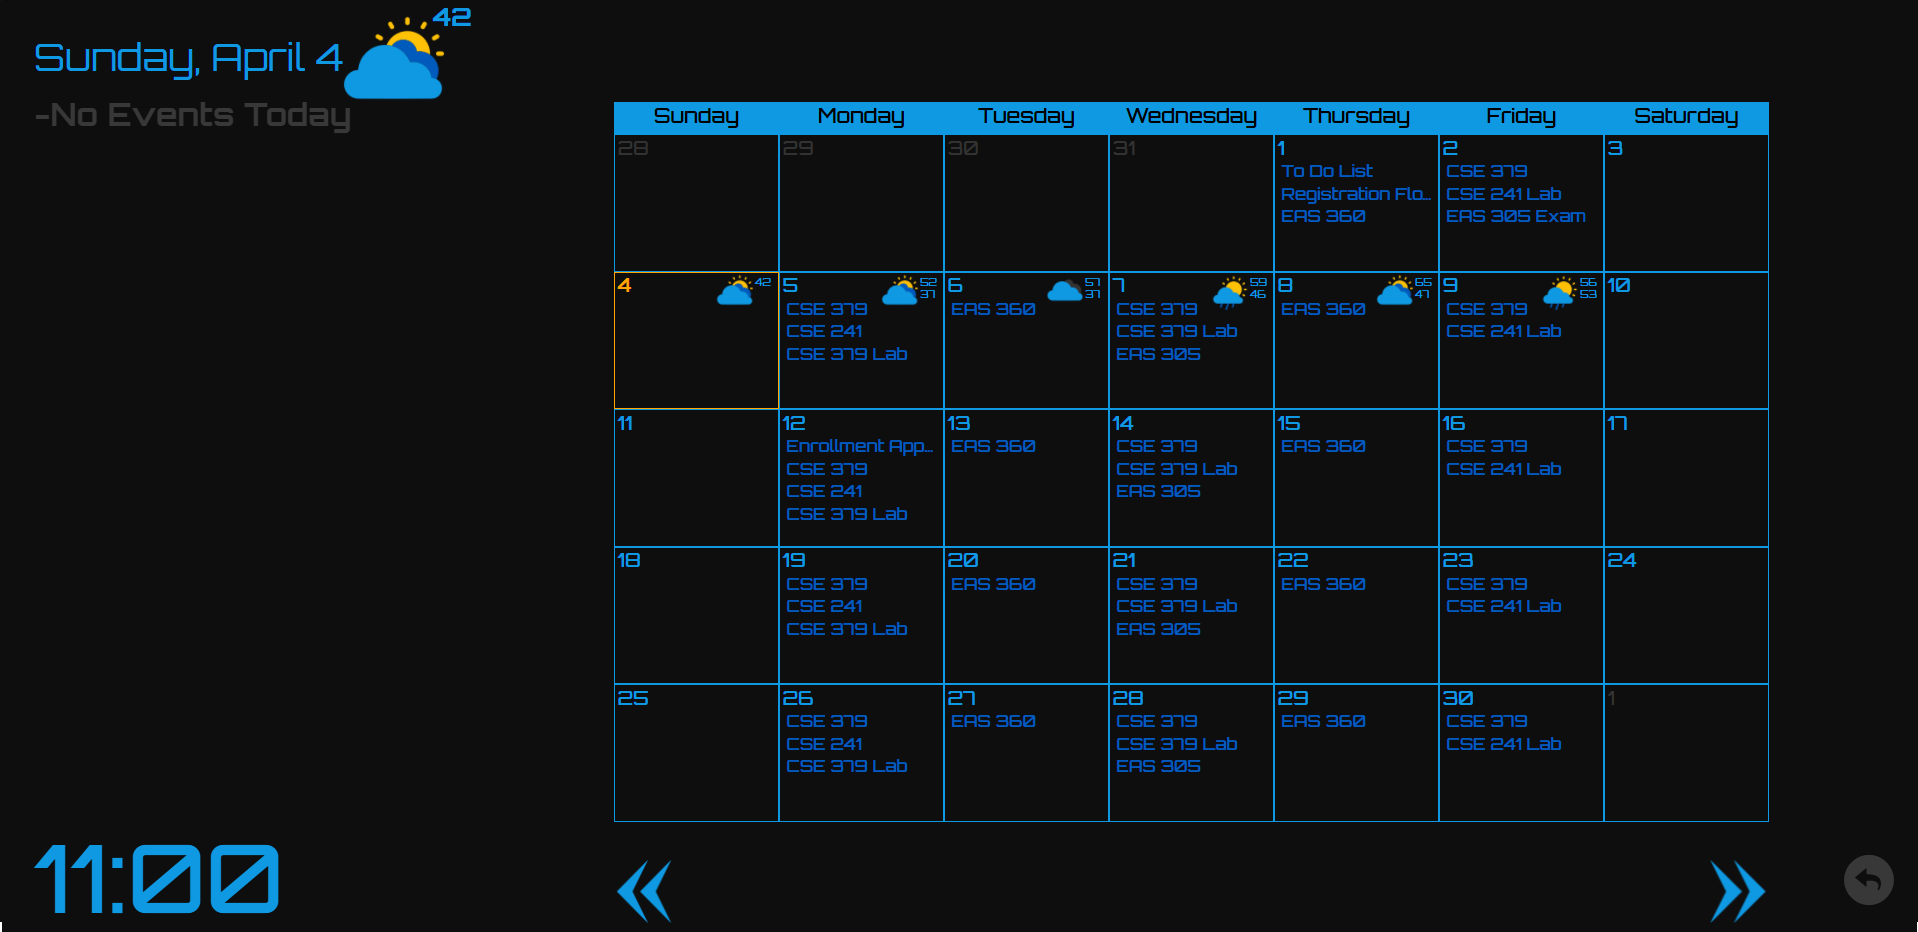 42
Sunday, April 4
-No Events Today
Sunday Monday Tuesday Wednesday Thursday Friday Saturday
28 29 30 31 1 2 3
To Do List CSE 379
Registration Flo... CSE 241 Lab
EAS 360 EAS 305 Exam
4 42 5 52 37 6 57 37 7 59 46 8 65 47 9 56 53 10
CSE 379 EAS 360 CSE 379 EAS 360 CSE 379
CSE 241 CSE 379 Lab CSE 241 Lab
CSE 379 Lab EAS 305
11 12 13 14 15 16 17
Enrollment App... EAS 360 CSE 379 EAS 360 CSE 379
CSE 379 CSE 379 Lab CSE 241 Lab
CSE 241 EAS 305
CSE 379 Lab
18 19 20 21 22 23 24
CSE 379 EAS 360 CSE 379 EAS 360 CSE 379
CSE 241 CSE 379 Lab CSE 241 Lab
CSE 379 Lab EAS 305
25 26 27 28 29 30 1
CSE 379 EAS 360 CSE 379 EAS 360 CSE 379
CSE 241 CSE 379 Lab CSE 241 Lab
CSE 379 Lab EAS 305
11:00